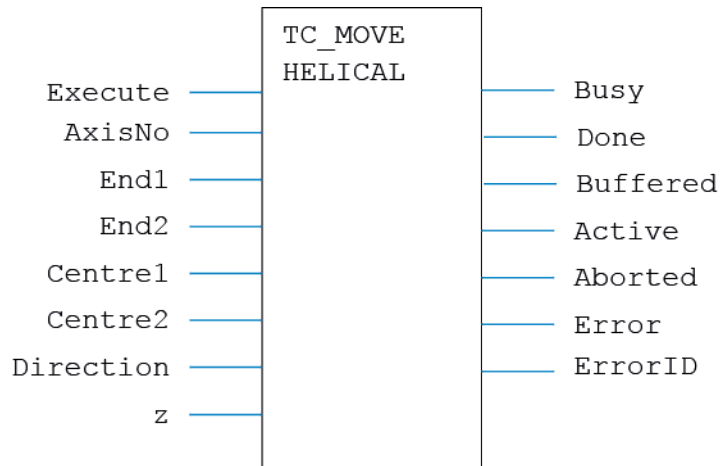 TC_MOVE
HELICAL
Execute
AxisNo
End1
End2
Centre1
Centre2
Direction
z
Busy
Done
Buffered
Active
Aborted
Error
ErrorID